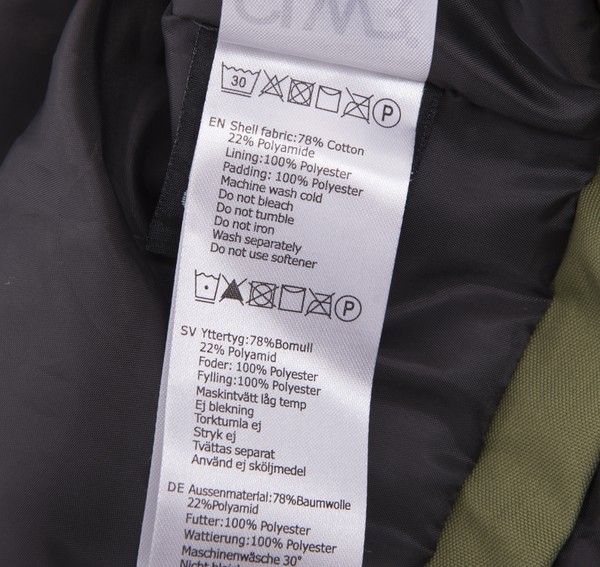 30 P
EN Shell fabric:78% Cotton
22% Polyamide
Lining:100% Polyester
Padding: 100% Polyester
Machine wash cold
Do not bleach
Do not tumble
Do not iron
Wash separately
Do not use softener
P
SV Yttertyg:78%Bomull
22% Polyamid
Foder: 100% Polyester
Fylling:100% Polyester
Maskintvätt låg temp
Ej blekning
Torktumla ej
Stryk ej
Tvättas separat
Använd ej sköljmedel
DE Aussenmaterial:78%Baumwolle
22%Polyamid
Futter:100% Polyester
Wattierung:100% Polyester
Maschinenwäsche 30°
Nicht